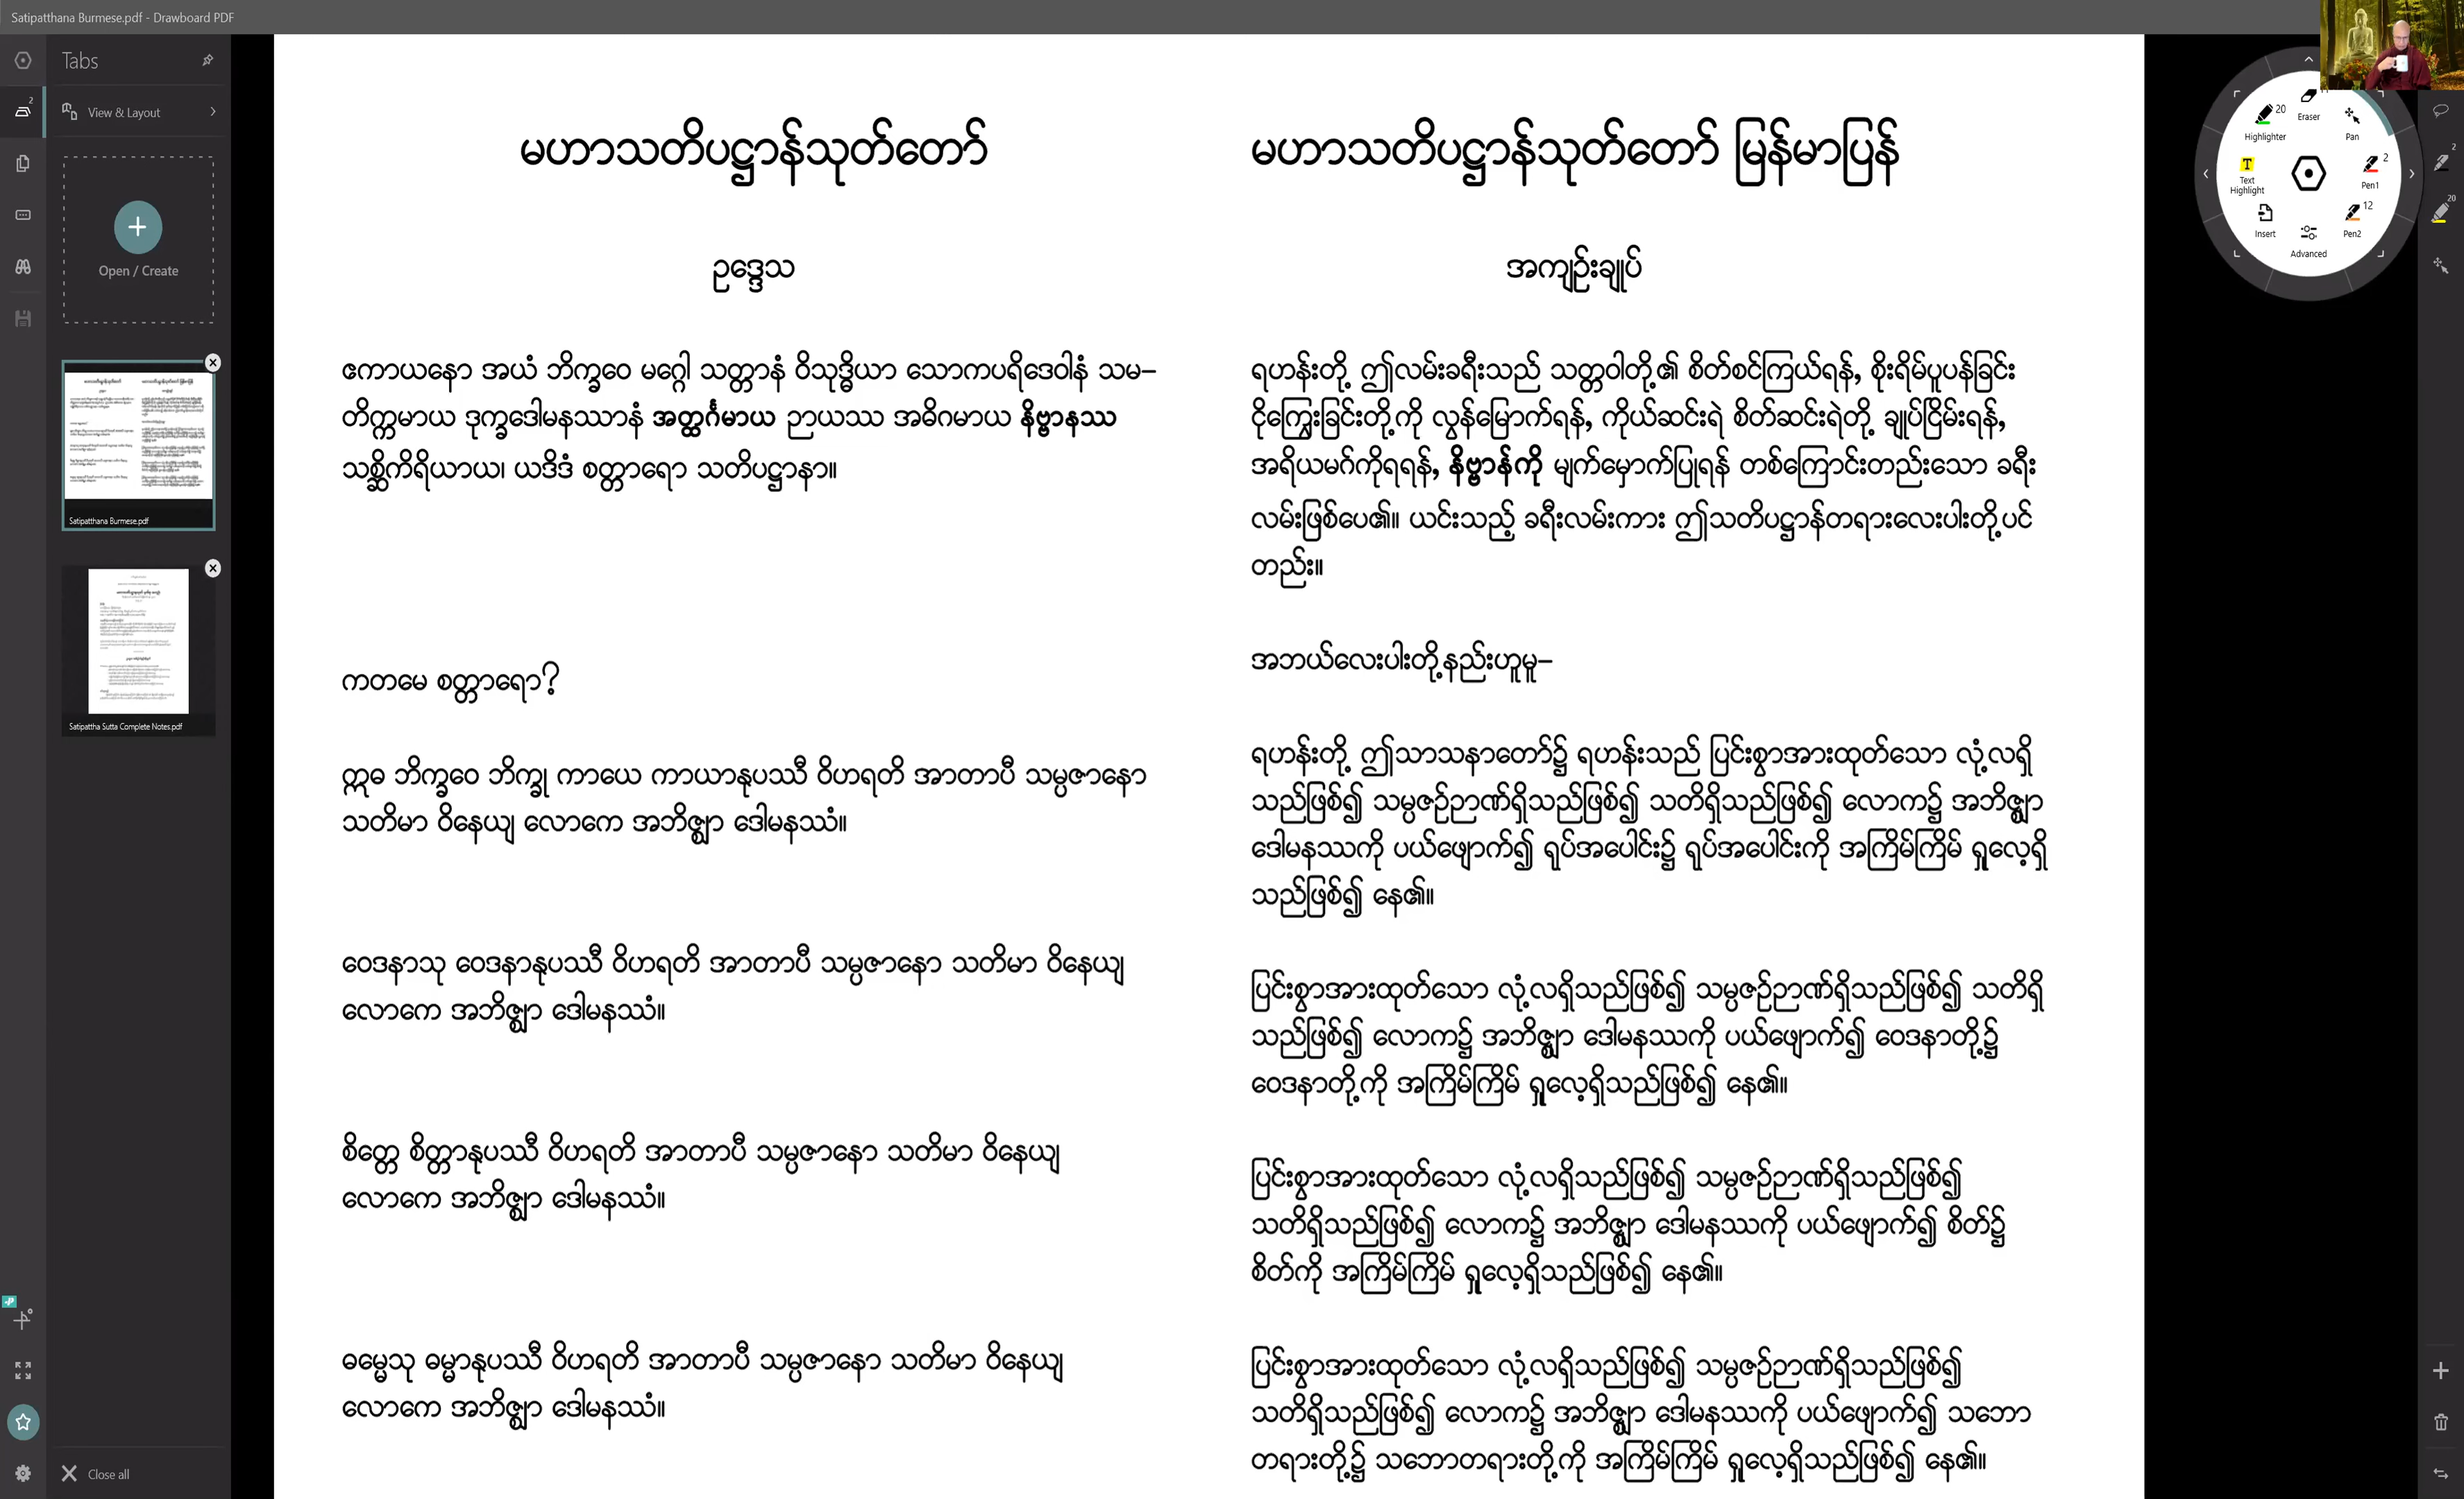 Satipatthana Burmese.pdf - Drawboard PDF
Tabs
View & Layout
Open / Create
Satipatthana Burmese.pdf
Satipattha Sutta Complete Notes.pdf
Close all
မဟာသတိပဋ္ဌာန်သုတ်တော်
ဥဒ္ဒေသ
ဧကာယနော အယံ ဘိက္ခဝေ မဂ္ဂေါ သတ္တာနံ ဝိသုဒ္ဓိယာ သောကပရိဒေဝါနံ သမ–
တိက္ကမာယ ဒုက္ခဒေါမနဿာနံ အတ္ထင်္ဂမာယ ဉာယဿ အဓိဂမာယ နိဗ္ဗာနဿ
သစ္ဆိကိရိယာယ၊ ယဒိဒံ စတ္တာရော သတိပဋ္ဌာနာ။
ကတမေ စတ္တာရော?
ဣဓ ဘိက္ခဝေ ဘိက္ခု ကာယေ ကာယာနုပဿီ ဝိဟရတိ အာတာပီ သမ္ပဇာနော
သတိမာ ဝိနေယျ လောကေ အဘိဇ္ဈာ ဒေါမနဿံ။
ဝေဒနာသု ဝေဒနာနုပဿီ ဝိဟရတိ အာတာပီ သမ္ပဇာနော သတိမာ ဝိနေယျ
လောကေ အဘိဇ္ဈာ ဒေါမနဿံ။
စိတ္တေ စိတ္တာနုပဿီ ဝိဟရတိ အာတာပီ သမ္ပဇာနော သတိမာ ဝိနေယျ
လောကေ အဘိဇ္ဈာ ဒေါမနဿံ။
ဓမ္မေသု ဓမ္မာနုပဿီ ဝိဟရတိ အာတာပီ သမ္ပဇာနော သတိမာ ဝိနေယျ
လောကေ အဘိဇ္ဈာ ဒေါမနဿံ။
မဟာသတိပဋ္ဌာန်သုတ်တော် မြန်မာပြန်
အကျဉ်းချုပ်
ရဟန်းတို့ ဤလမ်းခရီးသည် သတ္တဝါတို့၏ စိတ်စင်ကြယ်ရန်, စိုးရိမ်ပူပန်ခြင်း
ငိုကြွေးခြင်းတို့ကို လွန်မြောက်ရန်, ကိုယ်ဆင်းရဲ စိတ်ဆင်းရဲတို့ ချုပ်ငြိမ်းရန်,
အရိယမဂ်ကိုရရန်, နိဗ္ဗာန်ကို မျက်မှောက်ပြုရန် တစ်ကြောင်းတည်းသော ခရီး
လမ်းဖြစ်ပေ၏။ ယင်းသည့် ခရီးလမ်းကား ဤသတိပဋ္ဌာန်တရားလေးပါးတို့ပင်
တည်း။
အဘယ်လေးပါးတို့နည်းဟူမူ–
ရဟန်းတို့ ဤသာသနာတော်၌ ရဟန်းသည် ပြင်းစွာအားထုတ်သော လုံ့လရှိ
သည်ဖြစ်၍ သမ္ပဇဉ်ဉာဏ်ရှိသည်ဖြစ်၍ သတိရှိသည်ဖြစ်၍ လောက၌ အဘိဇ္ဈာ
ဒေါမနဿကို ပယ်ဖျောက်၍ ရုပ်အပေါင်း၌ ရုပ်အပေါင်းကို အကြိမ်ကြိမ် ရှုလေ့ရှိ
သည်ဖြစ်၍ နေ၏။
ပြင်းစွာအားထုတ်သော လုံ့လရှိသည်ဖြစ်၍ သမ္ပဇဉ်ဉာဏ်ရှိသည်ဖြစ်၍ သတိရှိ
သည်ဖြစ်၍ လောက၌ အဘိဇ္ဈာ ဒေါမနဿကို ပယ်ဖျောက်၍ ဝေဒနာတို့၌
ဝေဒနာတို့ကို အကြိမ်ကြိမ် ရှုလေ့ရှိသည်ဖြစ်၍ နေ၏။
ပြင်းစွာအားထုတ်သော လုံ့လရှိသည်ဖြစ်၍ သမ္ပဇဉ်ဉာဏ်ရှိသည်ဖြစ်၍
သတိရှိသည်ဖြစ်၍ လောက၌ အဘိဇ္ဈာ ဒေါမနဿကို ပယ်ဖျောက်၍ စိတ်၌
စိတ်ကို အကြိမ်ကြိမ် ရှုလေ့ရှိသည်ဖြစ်၍ နေ၏။
ပြင်းစွာအားထုတ်သော လုံ့လရှိသည်ဖြစ်၍ သမ္ပဇဉ်ဉာဏ်ရှိသည်ဖြစ်၍
သတိရှိသည်ဖြစ်၍ လောက၌ အဘိဇ္ဈာ ဒေါမနဿကို ပယ်ဖျောက်၍ သဘော
တရားတို့၌ သဘောတရားတို့ကို အကြိမ်ကြိမ် ရှုလေ့ရှိသည်ဖြစ်၍ နေ၏။
Eraser
20
Highlighter
Pan
Text
Highlight
2
Pen1
Insert
12
Pen2
Advanced
2
20
2